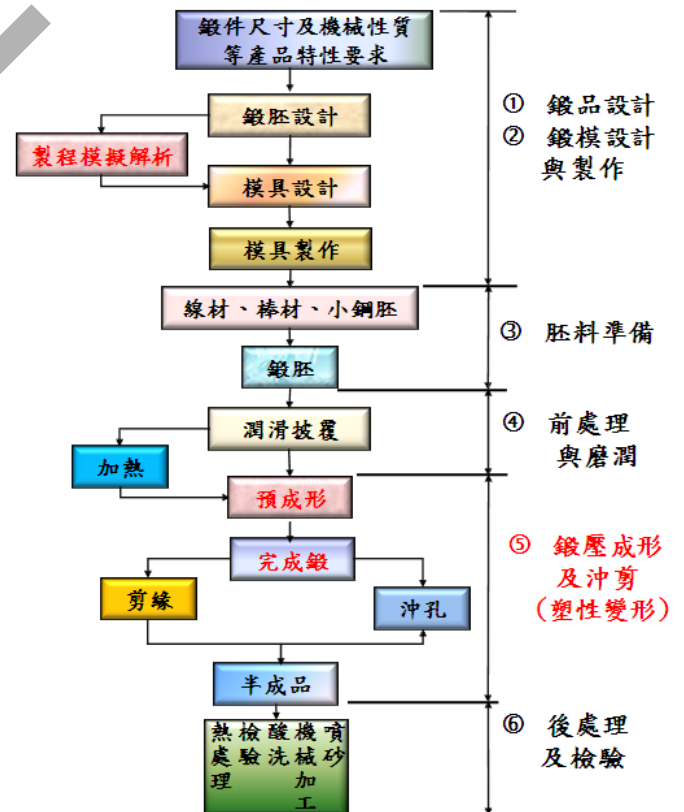 鍛件尺寸及機械性質
等產品特性要求
鍛胚設計
製程模擬解析
模具設計
模具製作
① 鍛品設計
② 鍛模設計
與製作
線材、棒材、小鋼胚
鍛胚
③ 胚料準備
潤滑披覆
加熱
④ 前處理
與磨潤
預成形
完成鍛
剪緣
沖孔
⑤ 鍛壓成形
及沖剪
(塑性變形)
半成品
熱處理
檢驗
酸洗
機械加工
噴砂
⑥ 後處理
及檢驗